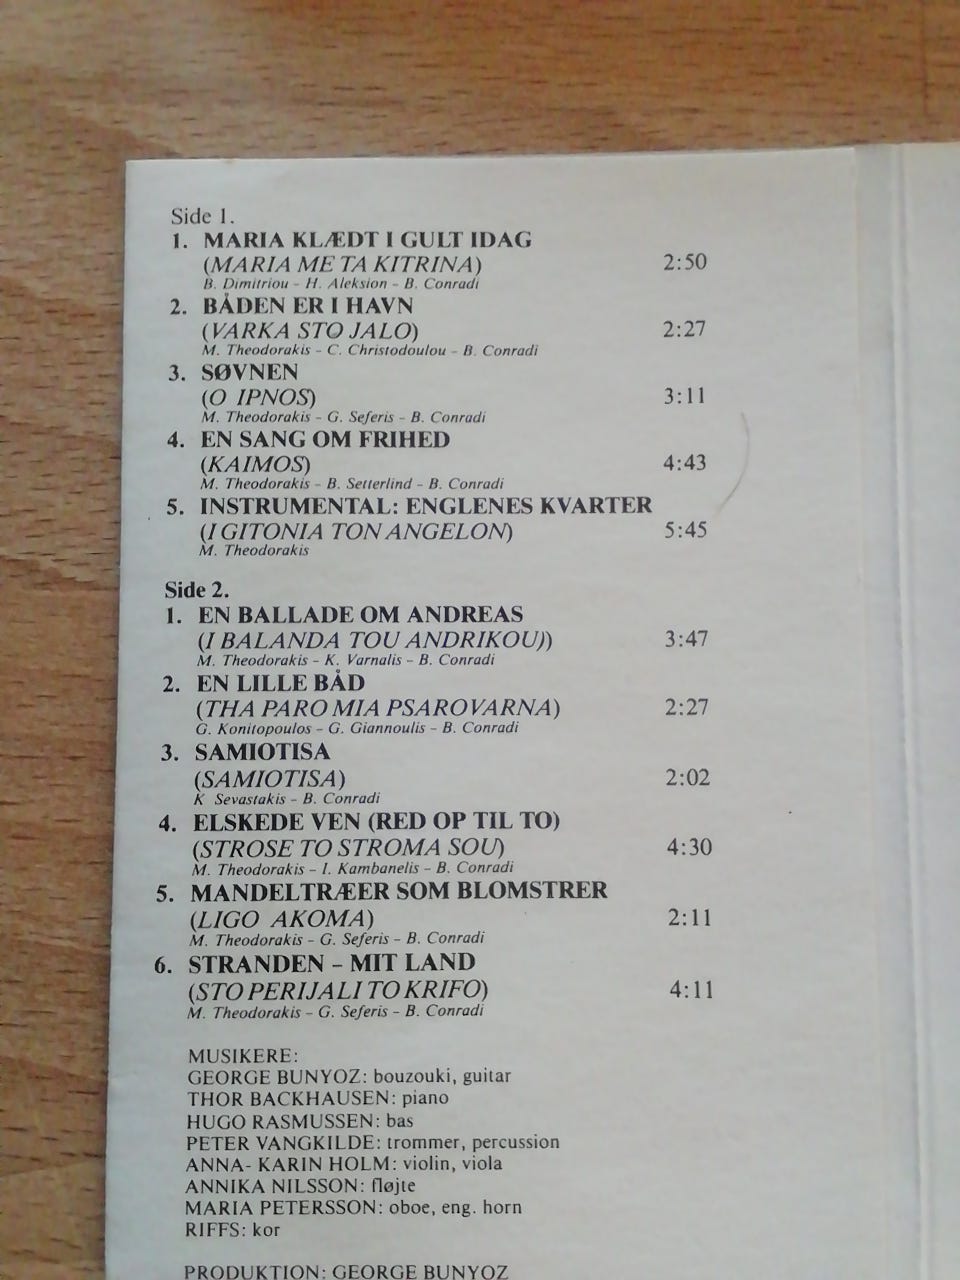 Side 1.
1. MARIA KLÆDT I GULT IDAG
(MARIA ME TA KITRINA) 2:50
B. Dimitriou – H. Aleksion – B. Conradi
2. BÅDEN ER I HAVN
(VARKA STO JALO) 2:27
M. Theodorakis – C. Christodoulou – B. Conradi
3. SØVNEN
(O IPNOS) 3:11
M. Theodorakis – G. Seferis – B. Conradi
4. EN SANG OM FRIHED
(KAIMOS) 4:43
M. Theodorakis – B. Setterlind – B. Conradi
5. INSTRUMENTAL: ENGLENES KVARTER
(I GITONIA TON ANGELON) 5:45
M. Theodorakis
Side 2.
1. EN BALLADE OM ANDREAS
(I BALANDA TOU ANDRIKOU)) 3:47
M. Theodorakis – K. Varnalis – B. Conradi
2. EN LILLE BÅD
(THA PARO MIA PSAROVARNA) 2:27
G. Konitopoulos – G. Giannoulis – B. Conradi
3. SAMIOTISA
(SAMIOTISA) 2:02
K Sevastakis – B. Conradi
4. ELSKEDE VEN (RED OP TIL TO)
(STROSE TO STROMA SOU) 4:30
M. Theodorakis – I. Kambanelis – B. Conradi
5. MANDELTRÆER SOM BLOMSTRER
(LIGO AKOMA) 2:11
M. Theodorakis – G. Seferis – B. Conradi
6. STRANDEN – MIT LAND
(STO PERIJALI TO KRIFO) 4:11
M. Theodorakis – G. Seferis – B. Conradi
MUSIKERE:
GEORGE BUNYOZ: bouzouki, guitar
THOR BACKHAUSEN: piano
HUGO RASMUSSEN: bas
PETER VANGKILDE: trommer, percussion
ANNA- KARIN HOLM: violin, viola
ANNIKA NILSSON: fløjte
MARIA PETERSSON: oboe, eng. horn
RIFFS: kor
PRODUKTION: GEORGE BUNYOZ